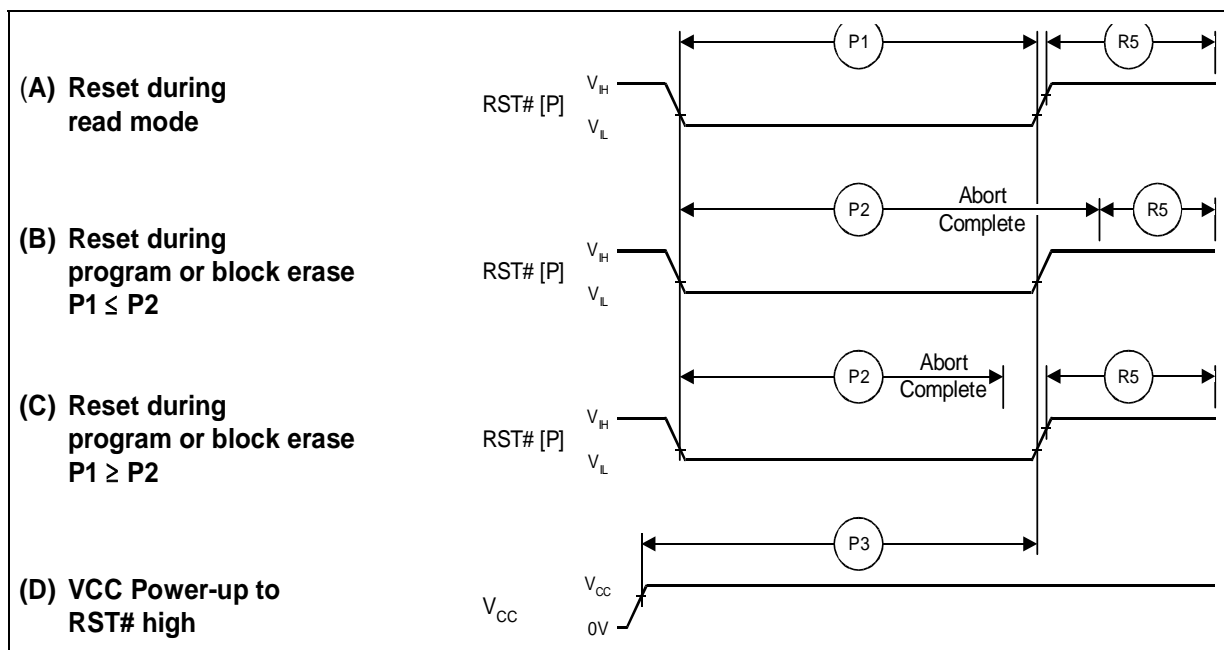 P1
R5
(A) Reset during
read mode
RST# [P]
VIH
VIL
P2
Abort
Complete
R5
(B) Reset during
program or block erase
P1 ≤ P2
RST# [P]
VIH
VIL
P2
Abort
Complete
R5
(C) Reset during
program or block erase
P1 ≥ P2
RST# [P]
VIH
VIL
P3
(D) VCC Power-up to
RST# high
VCC
VCC
0V